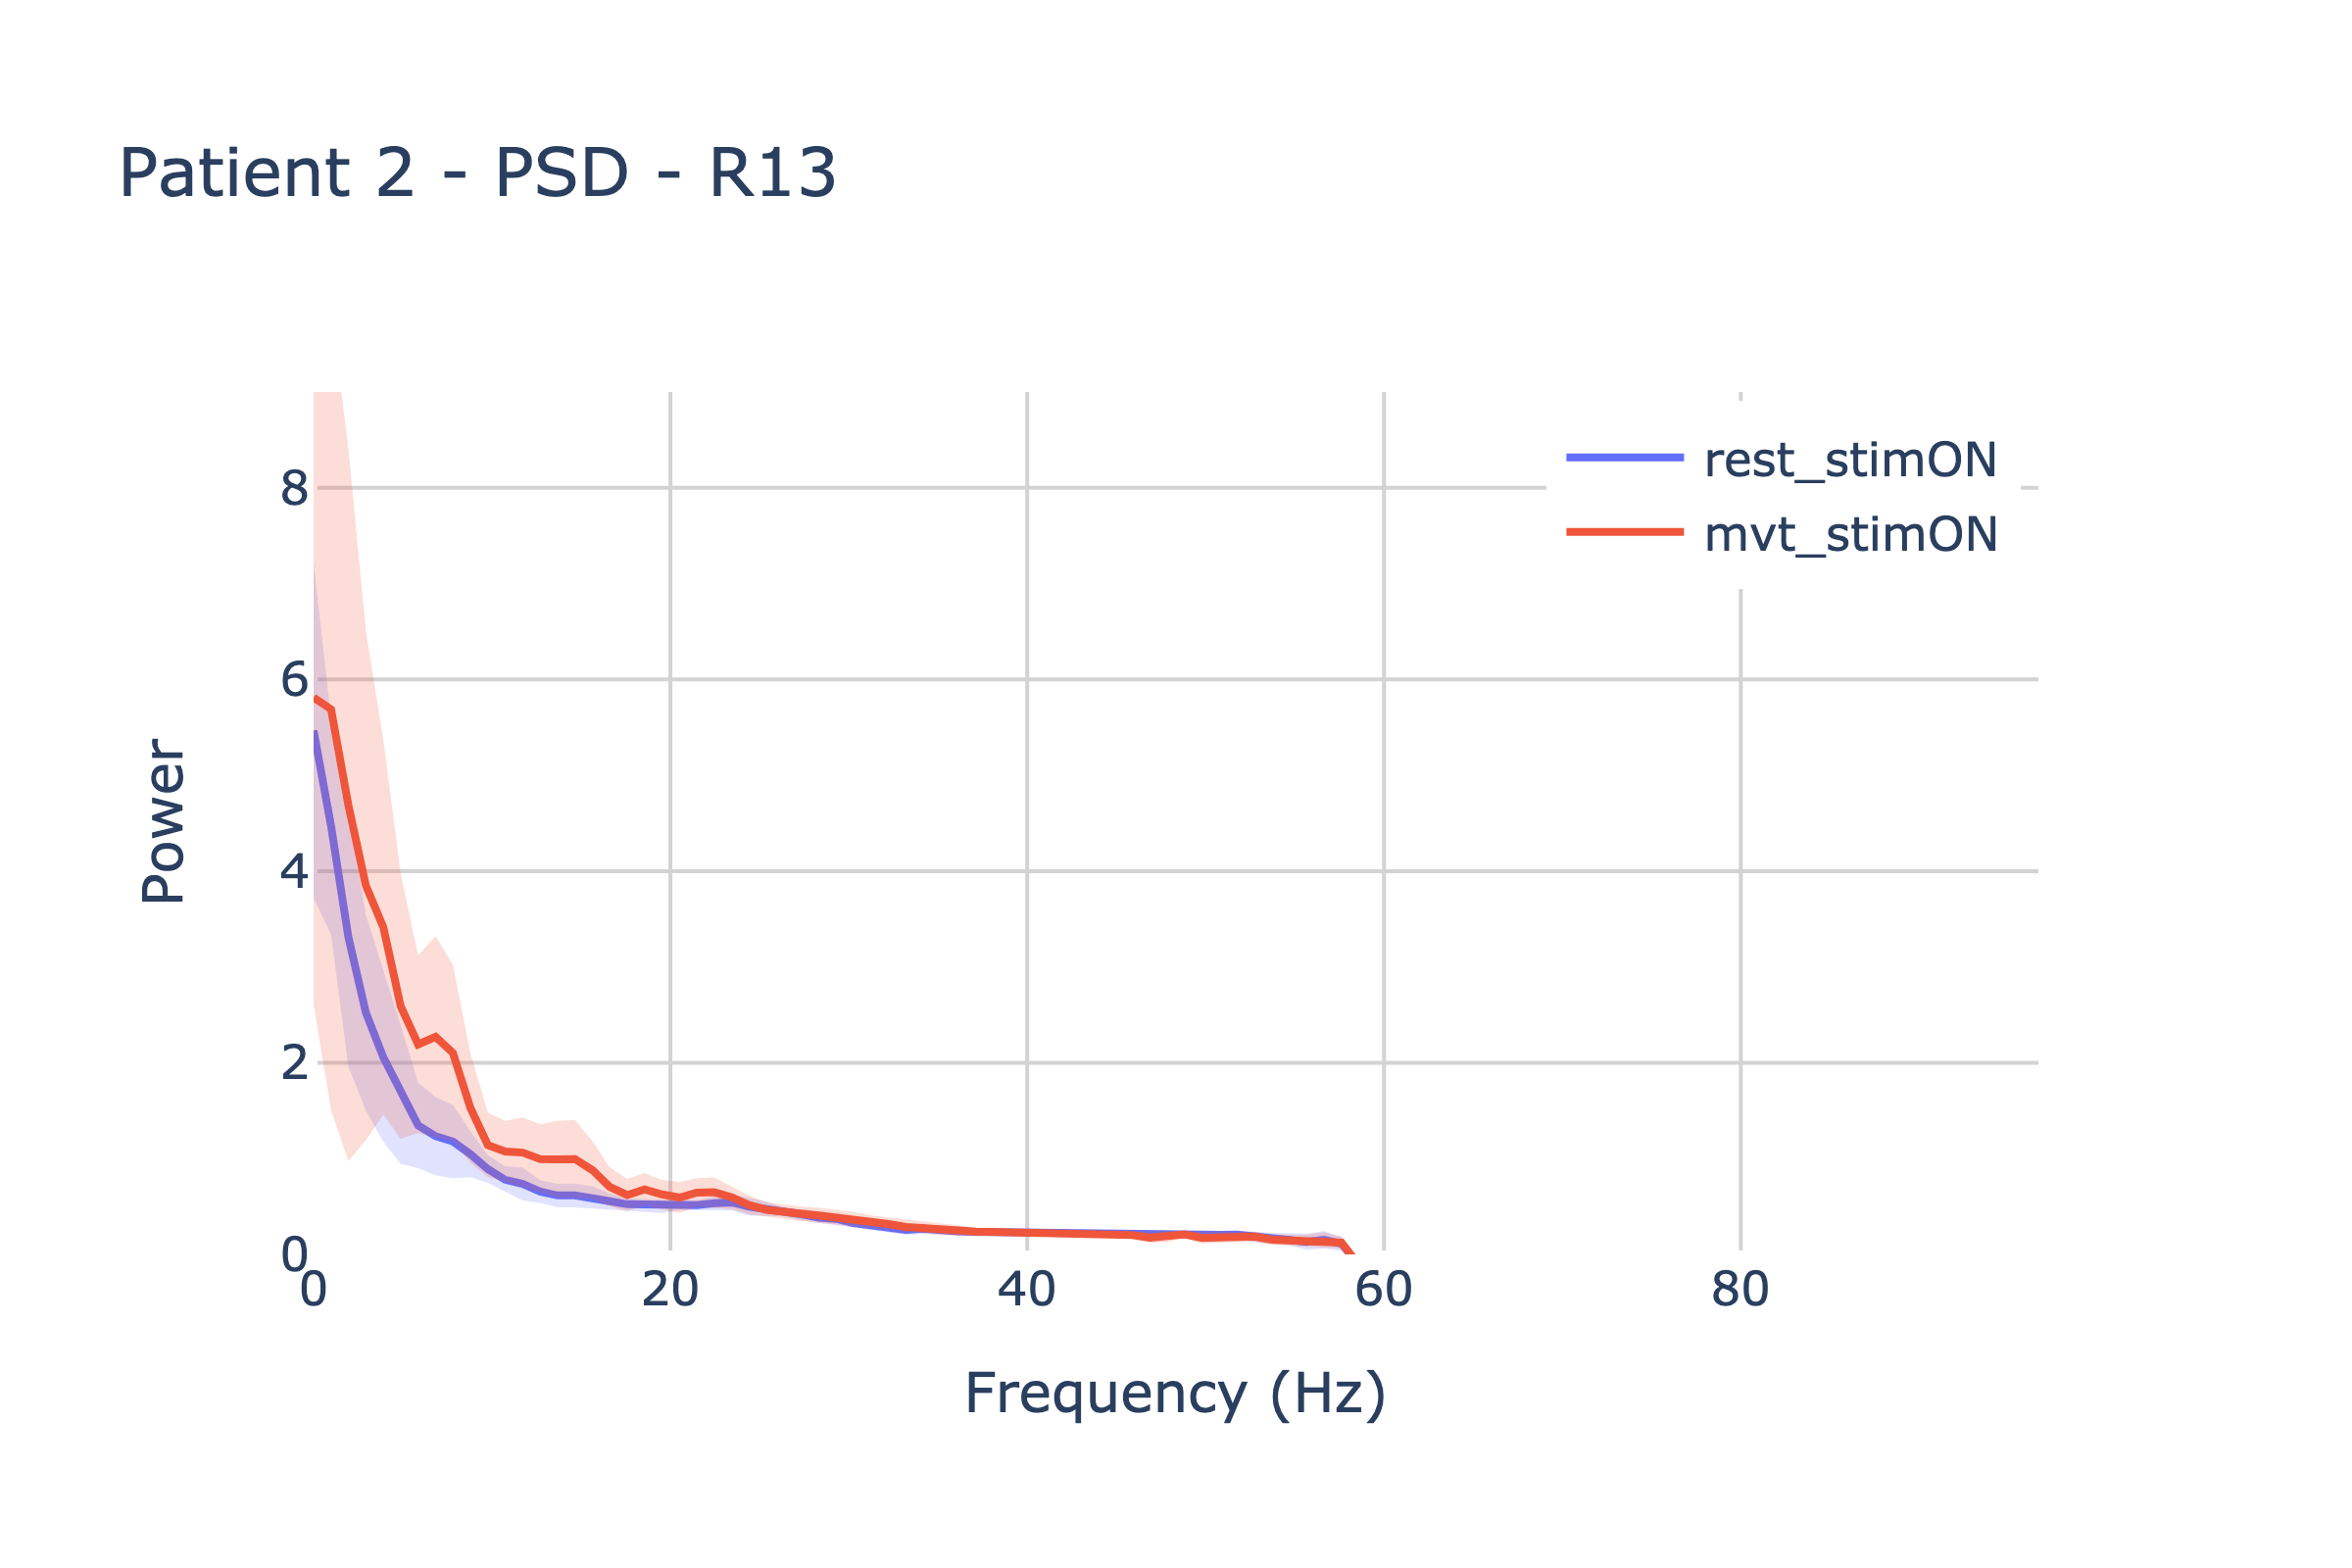 Patient 2 - PSD - R13
rest_stimON
mvt_stimON
8
6
4
2
0
Power
0 20 40 60 80
Frequency (Hz)